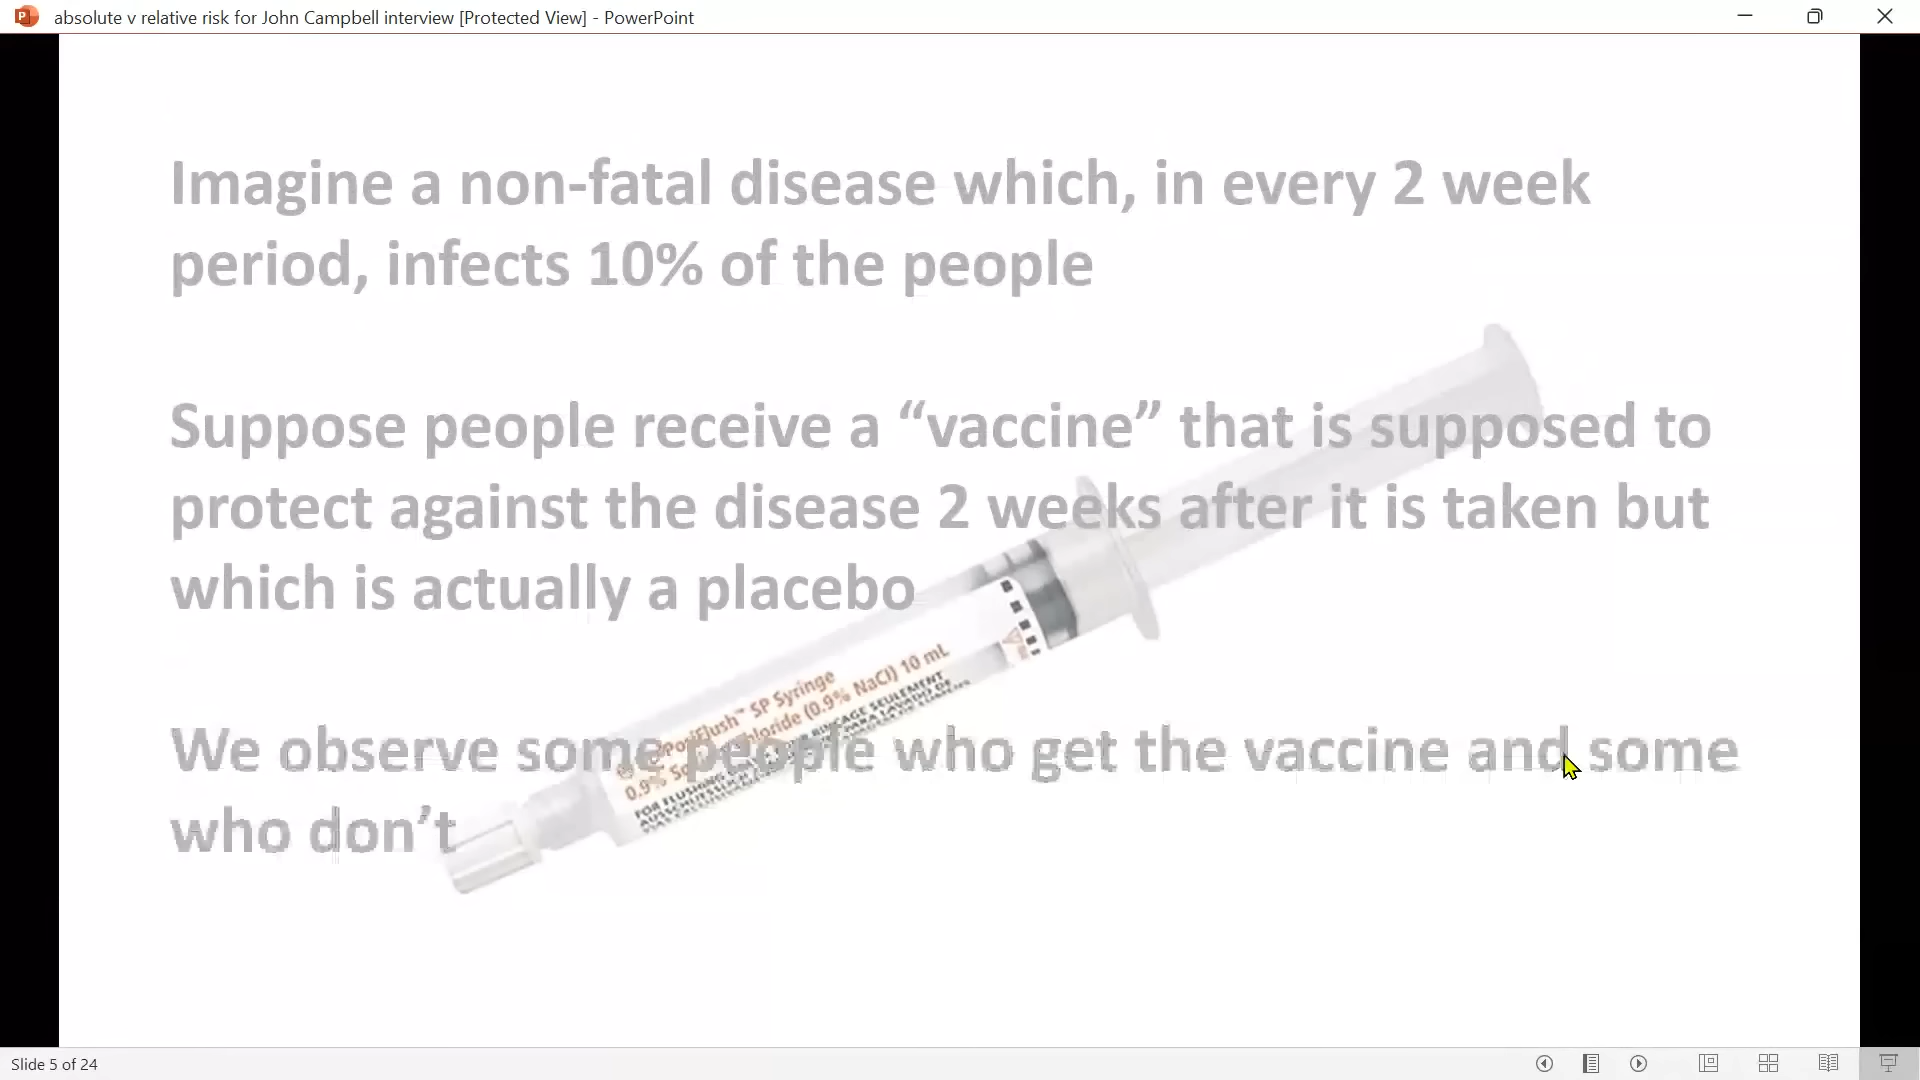 absolute v relative risk for John Campbell interview [Protected View] - PowerPoint
Imagine a non-fatal disease which, in every 2 week
period, infects 10% of the people
Suppose people receive a “vaccine” that is supposed to
protect against the disease 2 weeks after it is taken but
which is actually a placebo
We observe some people who get the vaccine and some
who don’t
PosiFlush™ SP Syringe
(0.9% NaCl) 10 mL
Slide 5 of 24